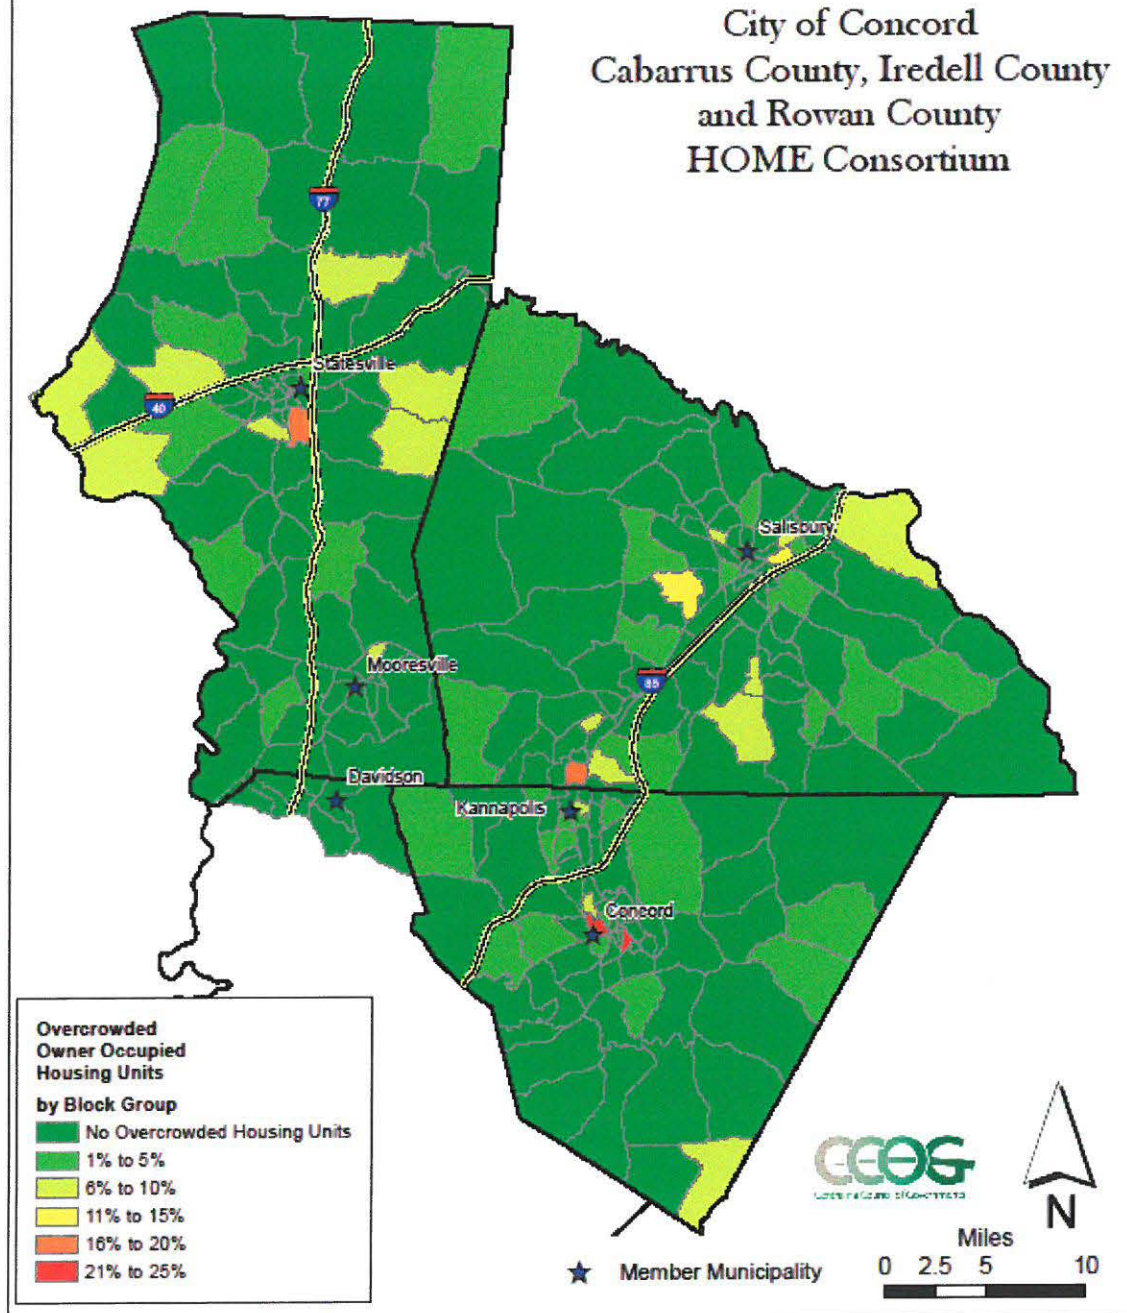 City of Concord
Cabarrus County, Iredell County
and Rowan County
HOME Consortium
77
Statesville
40
Salisbury
Mooresville
85
Davidson
Kannapolis
Concord
Overcrowded
Owner Occupied
Housing Units
by Block Group
No Overcrowded Housing Units
1% to 5%
6% to 10%
11% to 15%
16% to 20%
21% to 25%
CCOG
N
Miles
0 2.5 5 10
Member Municipality